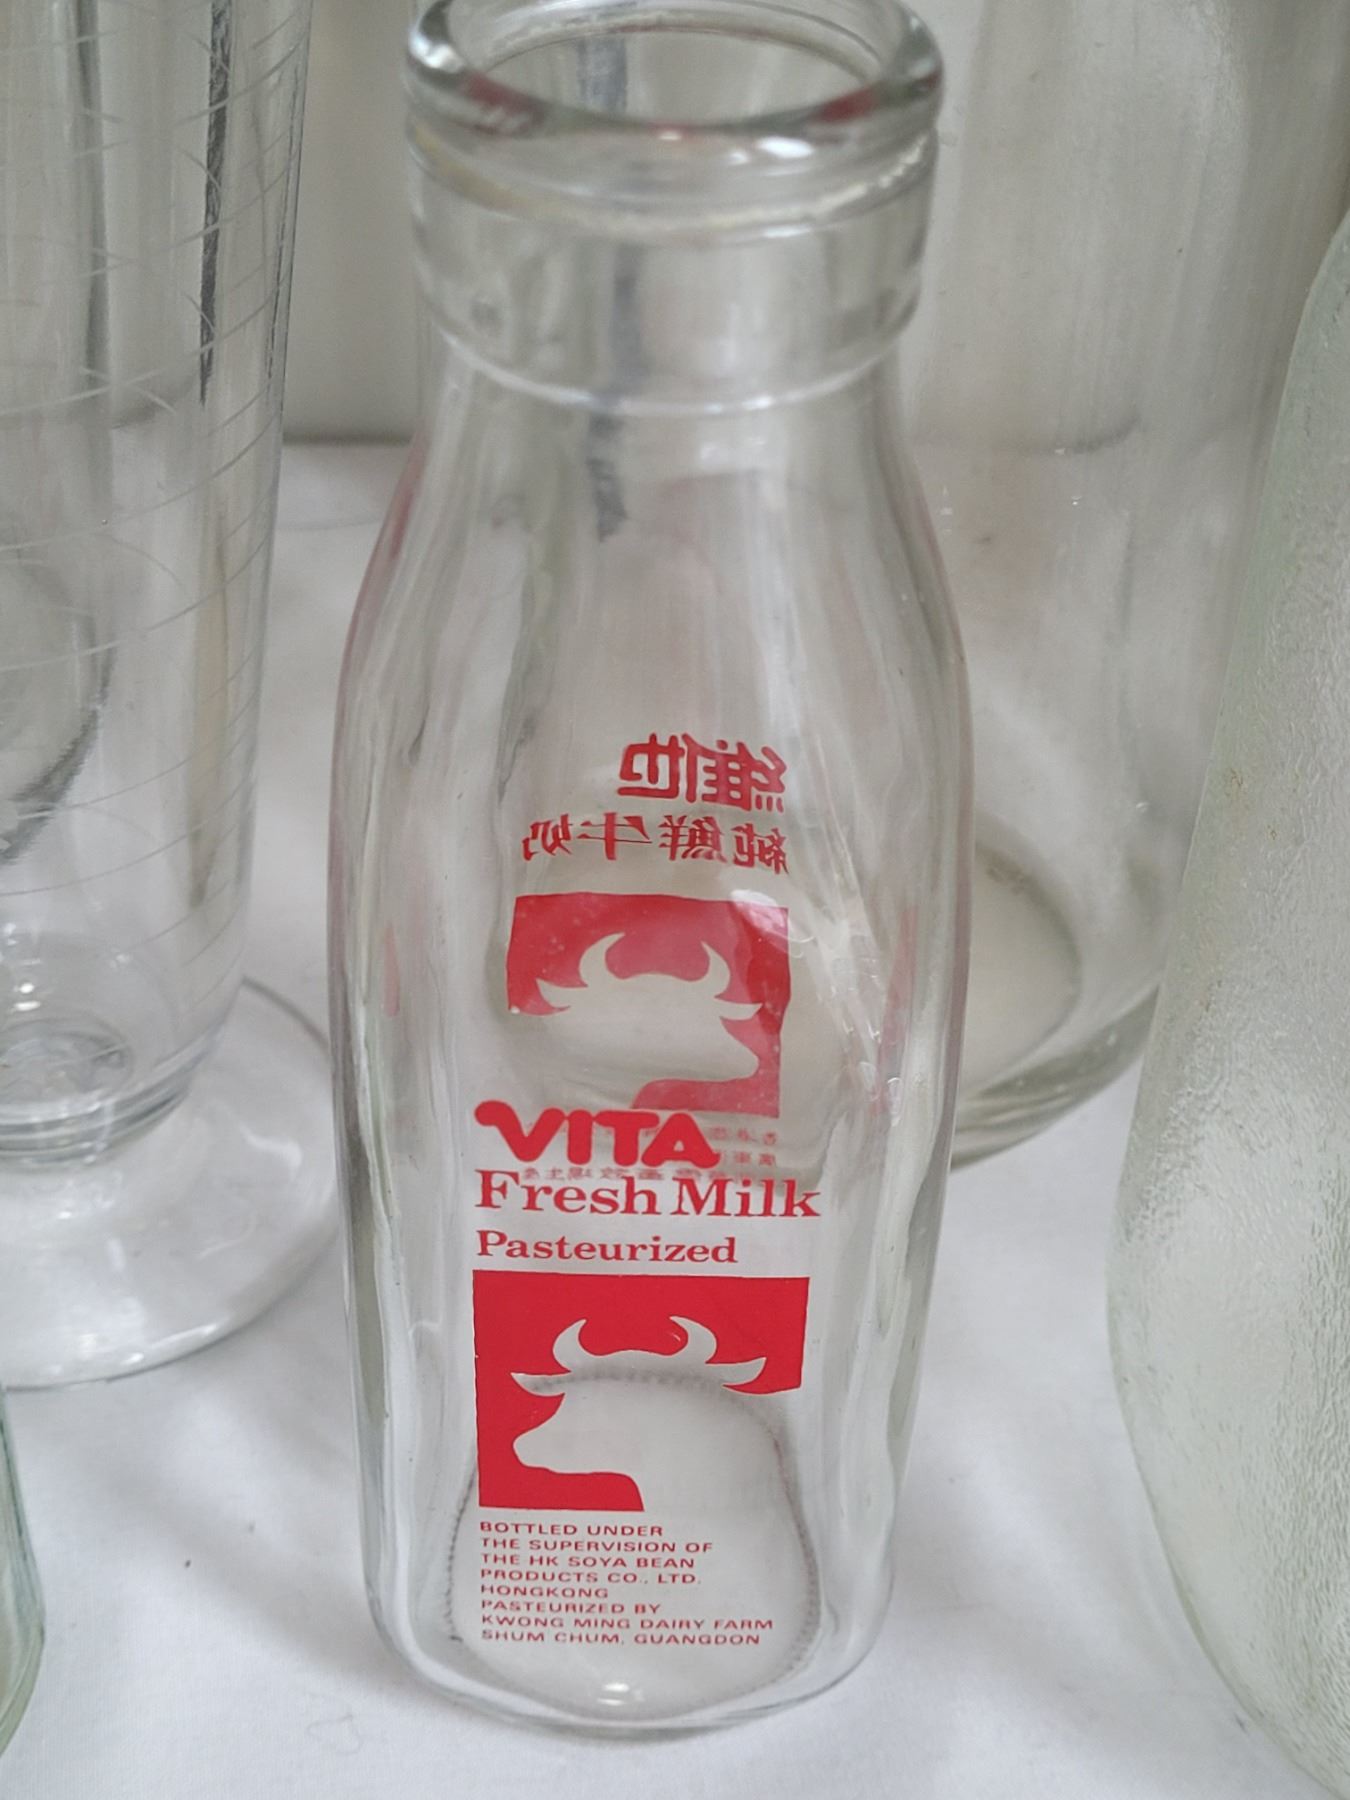 維他
純鮮牛奶
VITA
Fresh Milk
Pasteurized
BOTTLED UNDER
THE SUPERVISION OF
THE HK SOYA BEAN
PRODUCTS CO., LTD.
HONGKONG
PASTEURIZED BY
KWONG MING DAIRY FARM
SHUM CHUM, GUANGDON